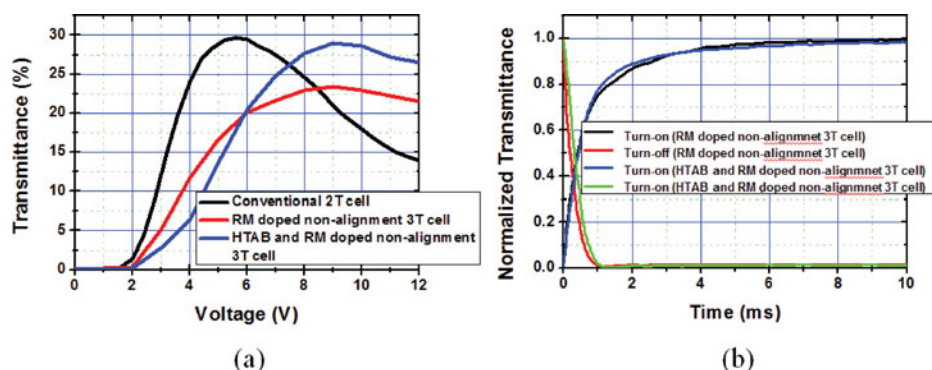 Transmittance (%)
30
25
20
15
10
5
0
Conventional 2T cell
RM doped non-alignment 3T cell
HTAB and RM doped non-alignment
3T cell
0 2 4 6 8 10 12
Voltage (V)
(a)
Normalized Transmittance
1.0
0.8
0.6
0.4
0.2
0.0
Turn-on (RM doped non-alignmnet 3T cell)
Turn-off (RM doped non-alignmnet 3T cell)
Turn-on (HTAB and RM doped non-alignmnet 3T cell)
Turn-on (HTAB and RM doped non-alignmnet 3T cell)
0 2 4 6 8 10
Time (ms)
(b)